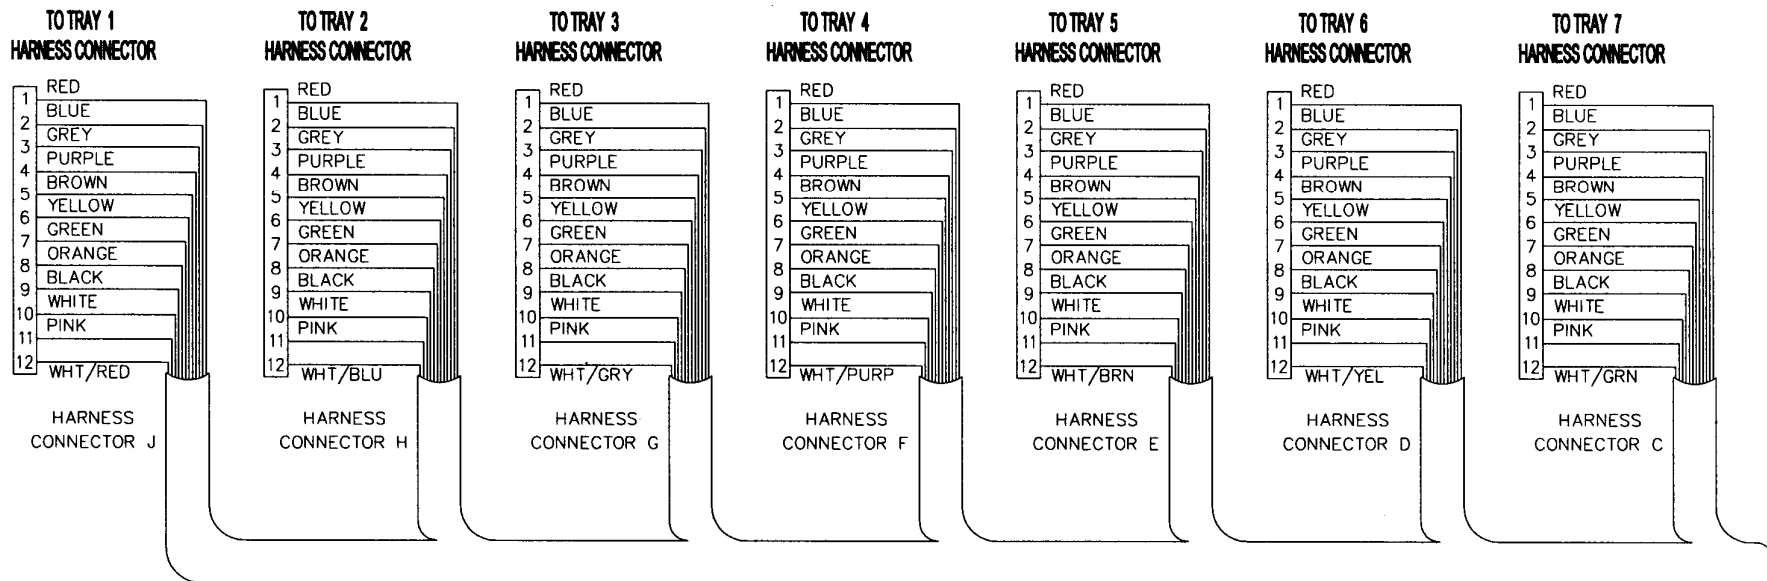 TO TRAY 1
HARNESS CONNECTOR
1 RED
2 BLUE
3 GREY
4 PURPLE
5 BROWN
6 YELLOW
7 GREEN
8 ORANGE
9 BLACK
10 WHITE
11 PINK
12 WHT/RED
HARNESS
CONNECTOR J
TO TRAY 2
HARNESS CONNECTOR
1 RED
2 BLUE
3 GREY
4 PURPLE
5 BROWN
6 YELLOW
7 GREEN
8 ORANGE
9 BLACK
10 WHITE
11 PINK
12 WHT/BLU
HARNESS
CONNECTOR H
TO TRAY 3
HARNESS CONNECTOR
1 RED
2 BLUE
3 GREY
4 PURPLE
5 BROWN
6 YELLOW
7 GREEN
8 ORANGE
9 BLACK
10 WHITE
11 PINK
12 WHT/GRY
HARNESS
CONNECTOR G
TO TRAY 4
HARNESS CONNECTOR
1 RED
2 BLUE
3 GREY
4 PURPLE
5 BROWN
6 YELLOW
7 GREEN
8 ORANGE
9 BLACK
10 WHITE
11 PINK
12 WHT/PURP
HARNESS
CONNECTOR F
TO TRAY 5
HARNESS CONNECTOR
1 RED
2 BLUE
3 GREY
4 PURPLE
5 BROWN
6 YELLOW
7 GREEN
8 ORANGE
9 BLACK
10 WHITE
11 PINK
12 WHT/BRN
HARNESS
CONNECTOR E
TO TRAY 6
HARNESS CONNECTOR
1 RED
2 BLUE
3 GREY
4 PURPLE
5 BROWN
6 YELLOW
7 GREEN
8 ORANGE
9 BLACK
10 WHITE
11 PINK
12 WHT/YEL
HARNESS
CONNECTOR D
TO TRAY 7
HARNESS CONNECTOR
1 RED
2 BLUE
3 GREY
4 PURPLE
5 BROWN
6 YELLOW
7 GREEN
8 ORANGE
9 BLACK
10 WHITE
11 PINK
12 WHT/GRN
HARNESS
CONNECTOR C